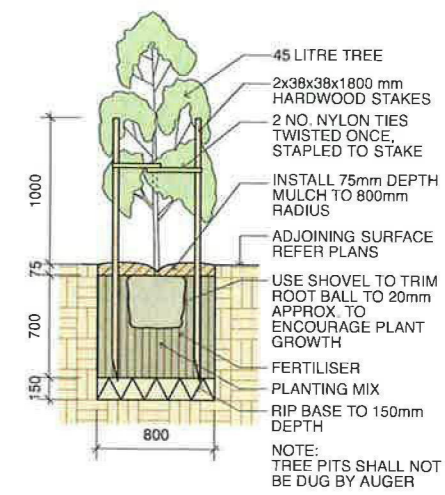 45 LITRE TREE
2x38x38x1800 mm
HARDWOOD STAKES
2 NO. NYLON TIES
TWISTED ONCE,
STAPLED TO STAKE
INSTALL 75mm DEPTH
MULCH TO 800mm
RADIUS
ADJOINING SURFACE
REFER PLANS
USE SHOVEL TO TRIM
ROOT BALL TO 20mm
APPROX. TO
ENCOURAGE PLANT
GROWTH
FERTILISER
PLANTING MIX
RIP BASE TO 150mm
DEPTH
NOTE:
TREE PITS SHALL NOT
BE DUG BY AUGER
1000
75
700
150
800